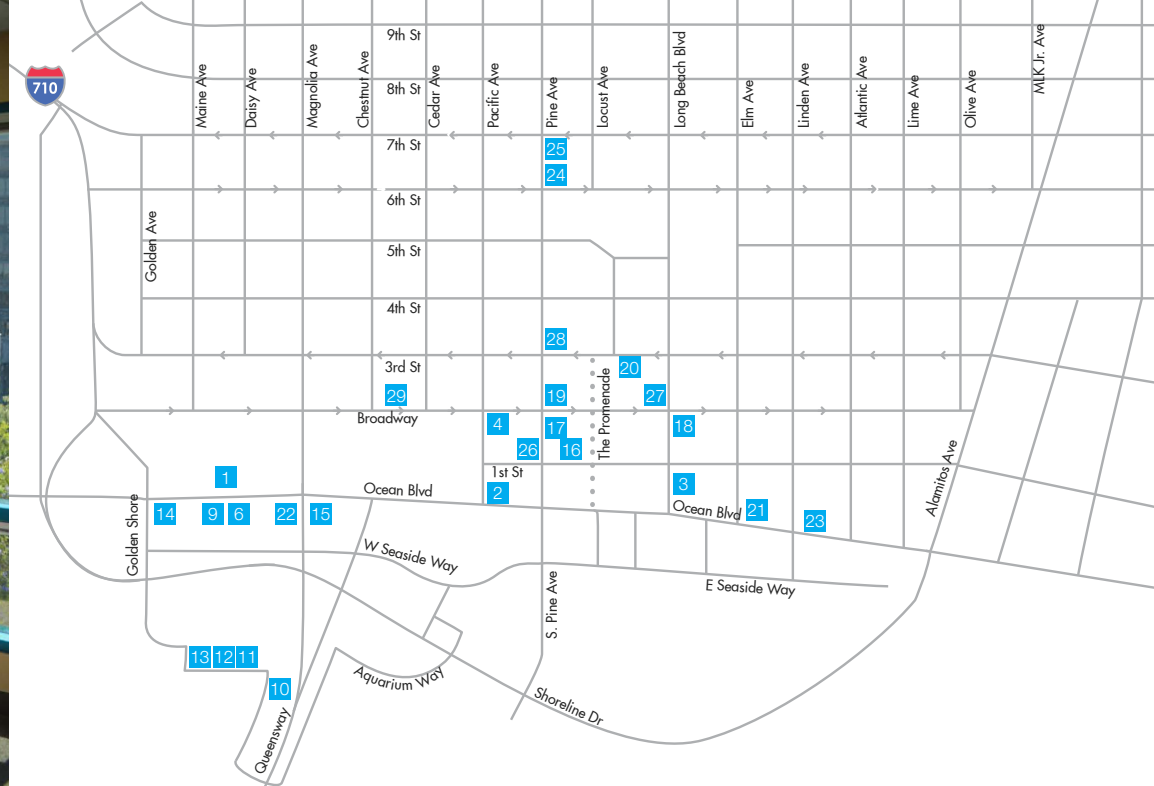 9th St
8th St
710
Maine Ave
Daisy Ave
Magnolia Ave
Chestnut Ave
Cedar Ave
Pacific Ave
Pine Ave
Locust Ave
Long Beach Blvd
Elm Ave
Linden Ave
Atlantic Ave
Lime Ave
Olive Ave
MLK Jr. Ave
7th St
25
24
6th St
Golden Ave
5th St
4th St
28
3rd St
20
The Promenade
29
19
27
Broadway
4
17
18
26
16
1st St
1
2
3
Ocean Blvd
Ocean Blvd
Alamitos Ave
Golden Shore
14
9
6
22
15
21
23
W Seaside Way
E Seaside Way
S. Pine Ave
13
12
11
10
Aquarium Way
Shoreline Dr
Queensway